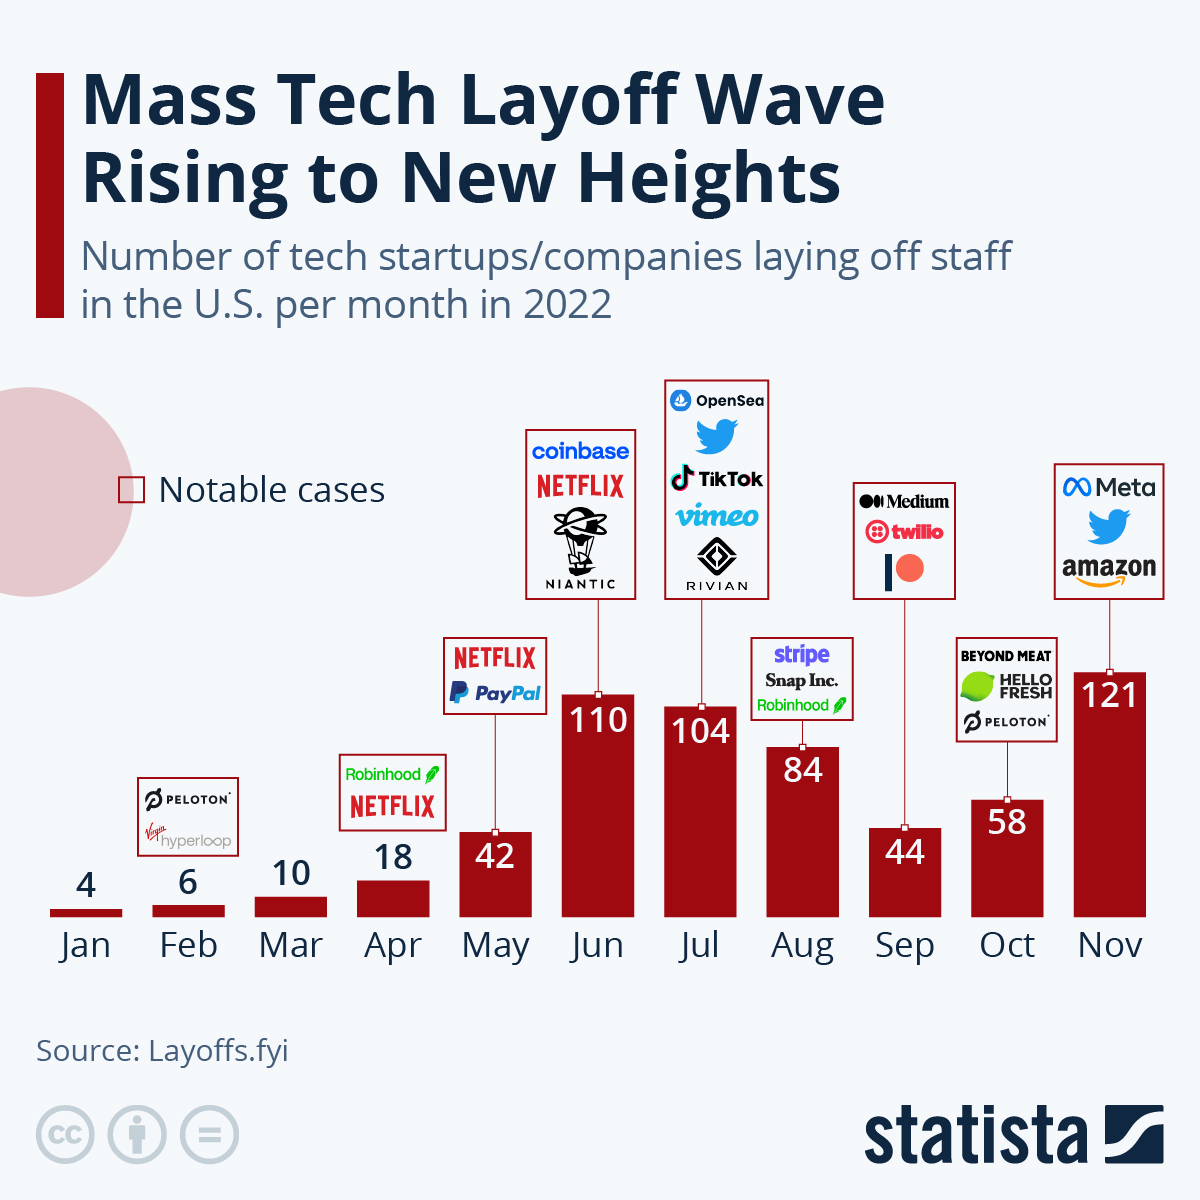 Mass Tech Layoff Wave
Rising to New Heights
Number of tech startups/companies laying off staff
in the U.S. per month in 2022
Notable cases
PELOTON
Virgin
hyperloop
Robinhood
NETFLIX
NETFLIX
PayPal
coinbase
NETFLIX
NIANTIC
OpenSea
TikTok
vimeo
RIVIAN
stripe
Snap Inc.
Robinhood
Medium
twilio
BEYOND MEAT
HELLO
FRESH
PELOTON
Meta
amazon
4
6
10
18
42
110
104
84
44
58
121
Jan
Feb
Mar
Apr
May
Jun
Jul
Aug
Sep
Oct
Nov
Source: Layoffs.fyi
cc
statista